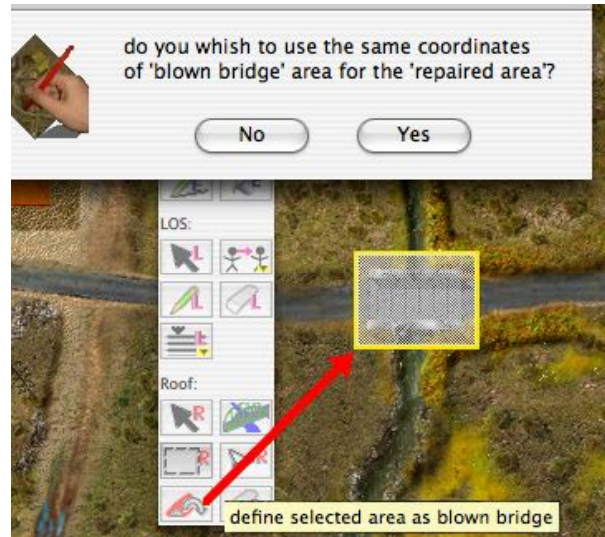 do you whish to use the same coordinates
of 'blown bridge' area for the 'repaired area'?
No
Yes
LOS:
L
L
L
Roof:
R
R
R
define selected area as blown bridge